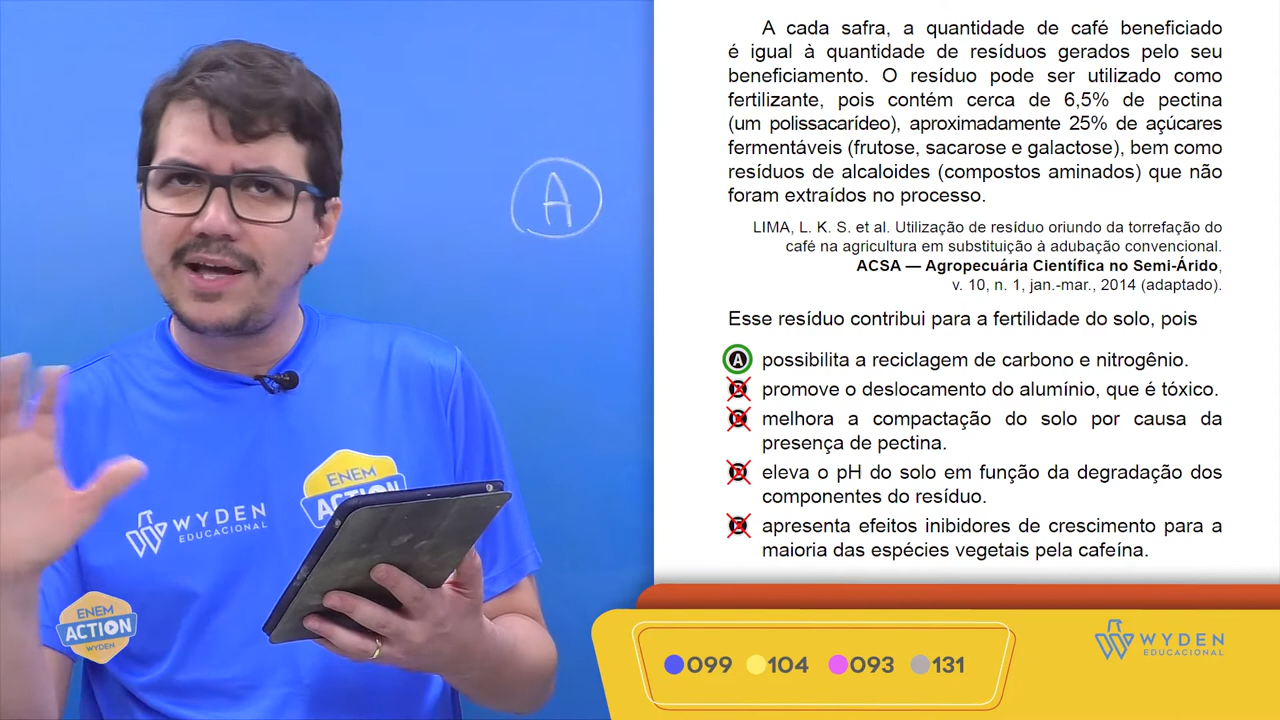 A cada safra, a quantidade de café beneficiado
é igual à quantidade de resíduos gerados pelo seu
beneficiamento. O resíduo pode ser utilizado como
fertilizante, pois contém cerca de 6,5% de pectina
(um polissacarídeo), aproximadamente 25% de açúcares
fermentáveis (frutose, sacarose e galactose), bem como
resíduos de alcaloides (compostos aminados) que não
foram extraídos no processo.
LIMA, L. K. S. et al. Utilização de resíduo oriundo da torrefação do
café na agricultura em substituição à adubação convencional.
ACSA — Agropecuária Científica no Semi-Árido,
v. 10, n. 1, jan.-mar., 2014 (adaptado).
Esse resíduo contribui para a fertilidade do solo, pois
A possibilita a reciclagem de carbono e nitrogênio.
promove o deslocamento do alumínio, que é tóxico.
melhora a compactação do solo por causa da
presença de pectina.
eleva o pH do solo em função da degradação dos
componentes do resíduo.
apresenta efeitos inibidores de crescimento para a
maioria das espécies vegetais pela cafeína.
A
ENEM
ACTION
WYDEN
EDUCACIONAL
ENEM
ACTION
WYDEN
099 104 093 131
WYDEN
EDUCACIONAL